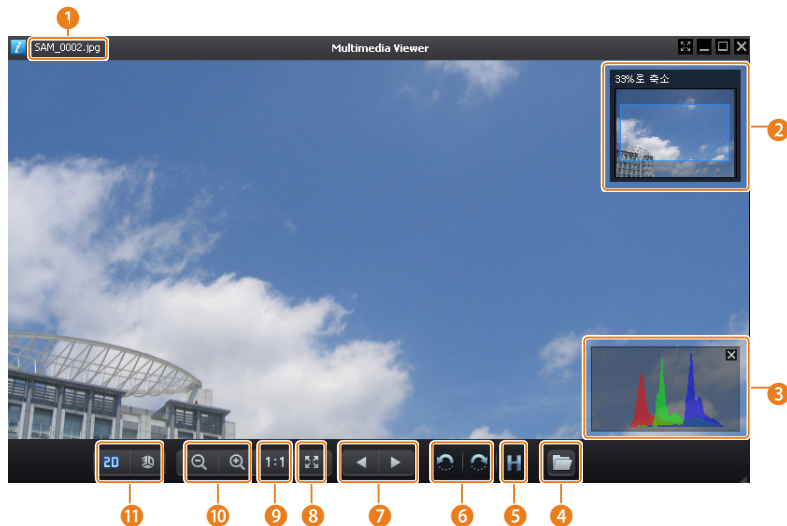 1
i SAM_0002.jpg Multimedia Viewer
33%로 축소
2
3
2D 3D 1:1 H
11 10 9 8 7 6 5 4